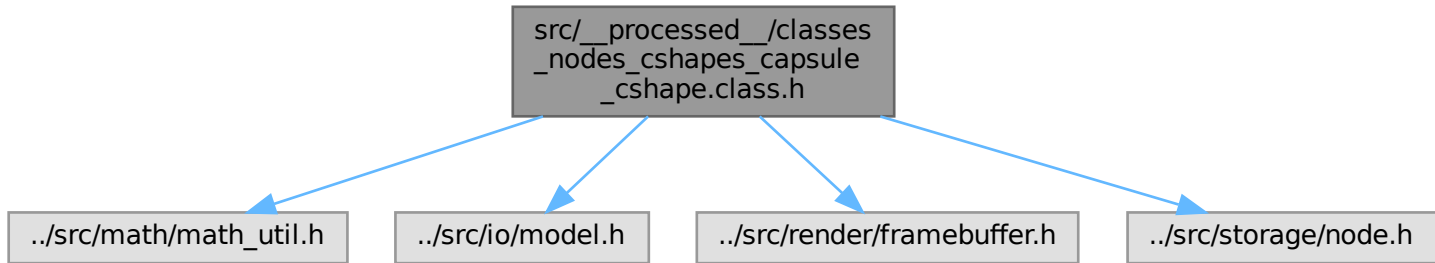 src/__processed__/classes
_nodes_cshapes_capsule
_cshape.class.h
../src/math/math_util.h
../src/io/model.h
../src/render/framebuffer.h
../src/storage/node.h